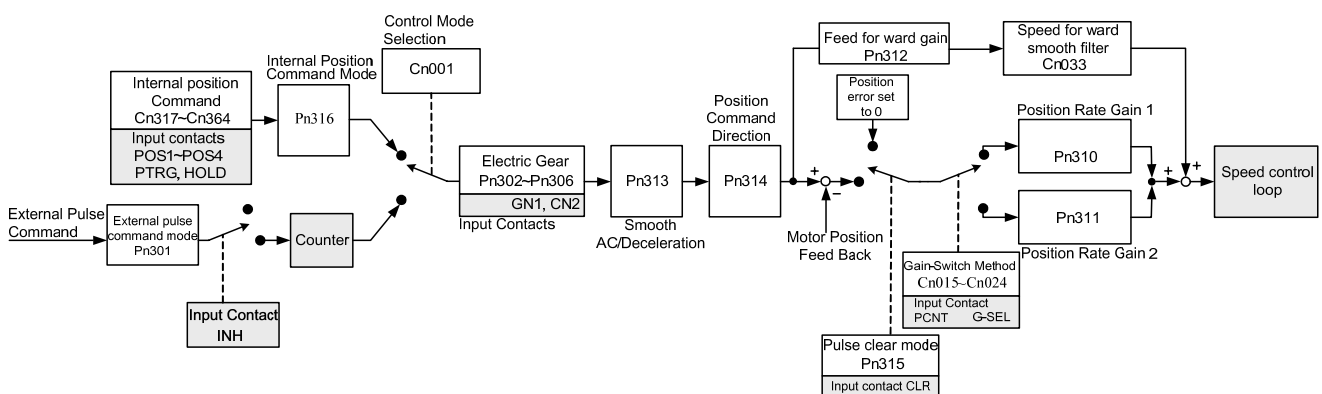 Control Mode
Selection
Cn001
Internal Position
Command Mode
Pn316
Internal position
Command
Cn317~Cn364
Input contacts
POS1~POS4
PTRG, HOLD
External Pulse
Command
External pulse
command mode
Pn301
Counter
Input Contact
INH
Electric Gear
Pn302~Pn306
GN1, CN2
Input Contacts
Pn313
Smooth
AC/Deceleration
Position
Command
Direction
Pn314
+
−
Motor Position
Feed Back
Feed for ward gain
Pn312
Speed for ward
smooth filter
Cn033
Position
error set
to 0
Position Rate Gain 1
Pn310
Pn311
Position Rate Gain 2
Gain-Switch Method
Cn015~Cn024
Input Contact
PCNT G-SEL
Pulse clear mode
Pn315
Input contact CLR
+
+
Speed control
loop